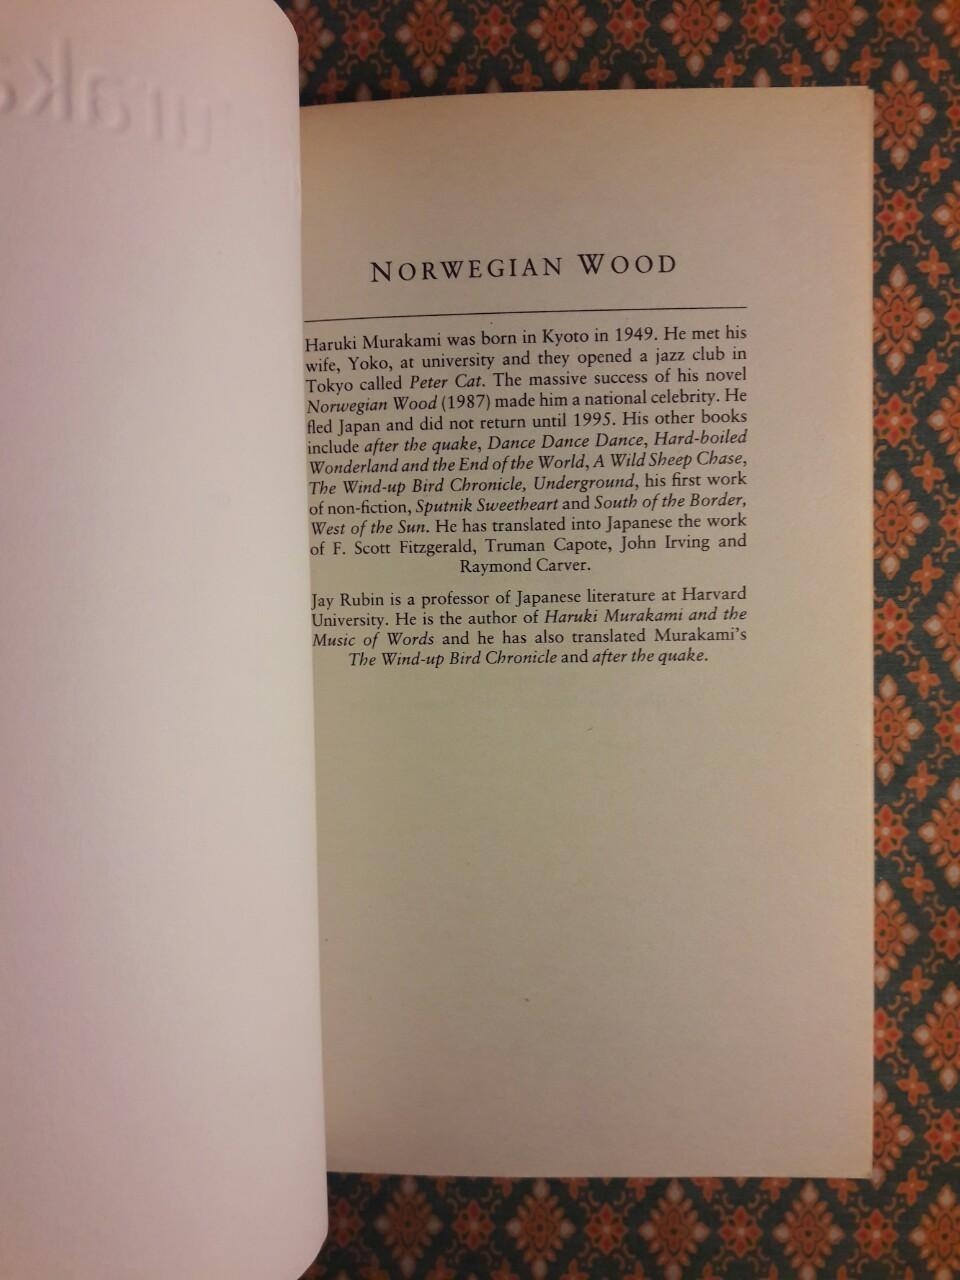 NORWEGIAN WOOD
Haruki Murakami was born in Kyoto in 1949. He met his
wife, Yoko, at university and they opened a jazz club in
Tokyo called Peter Cat. The massive success of his novel
Norwegian Wood (1987) made him a national celebrity. He
fled Japan and did not return until 1995. His other books
include after the quake, Dance Dance Dance, Hard-boiled
Wonderland and the End of the World, A Wild Sheep Chase,
The Wind-up Bird Chronicle, Underground, his first work
of non-fiction, Sputnik Sweetheart and South of the Border,
West of the Sun. He has translated into Japanese the work
of F. Scott Fitzgerald, Truman Capote, John Irving and
Raymond Carver.
Jay Rubin is a professor of Japanese literature at Harvard
University. He is the author of Haruki Murakami and the
Music of Words and he has also translated Murakami's
The Wind-up Bird Chronicle and after the quake.